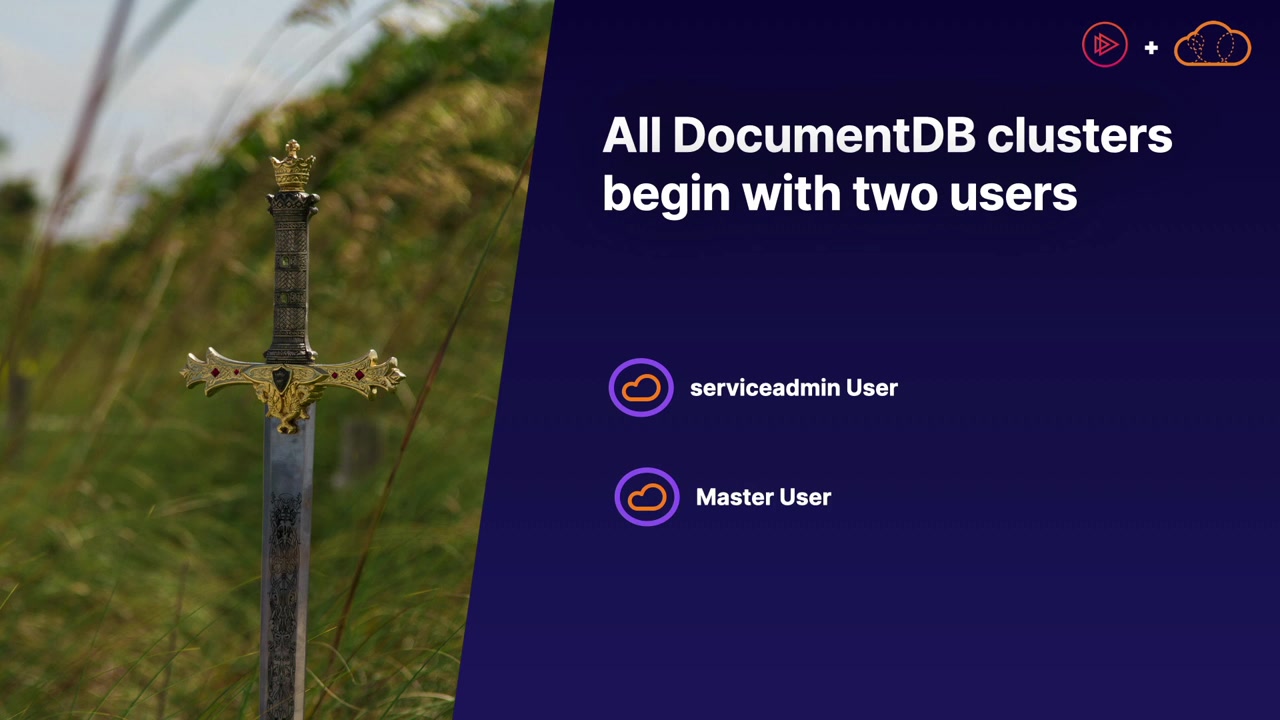 All DocumentDB clusters
begin with two users
serviceadmin User
Master User